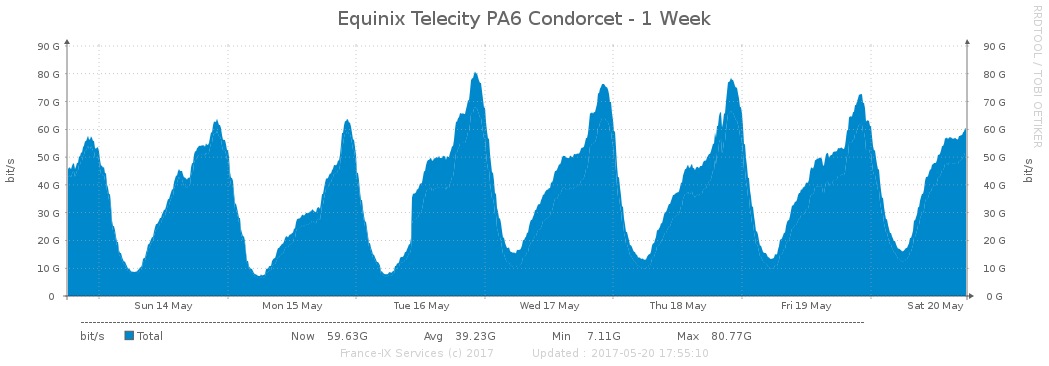 Equinix Telecity PA6 Condorcet - 1 Week
RRDTOOL / TOBI OETIKER
bit/s
90 G 90 G
80 G 80 G
70 G 70 G
60 G 60 G
50 G 50 G
40 G 40 G
30 G 30 G
20 G 20 G
10 G 10 G
0 0 G
bit/s
Sun 14 May Mon 15 May Tue 16 May Wed 17 May Thu 18 May Fri 19 May Sat 20 May
bit/s Total Now 59.63G Avg 39.23G Min 7.11G Max 80.77G
France-IX Services (c) 2017 Updated : 2017-05-20 17:55:10